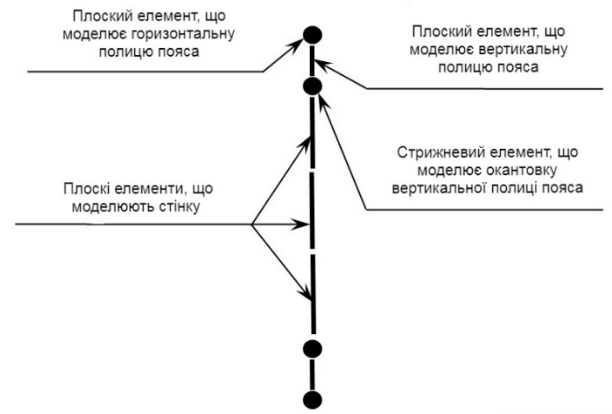 Плоский елемент, що
моделює горизонтальну
полицю пояса
Плоский елемент, що
моделює вертикальну
полицю пояса
Стрижневий елемент, що
моделює окантовку
вертикальної полиці пояса
Плоскі елементи, що
моделюють стінку